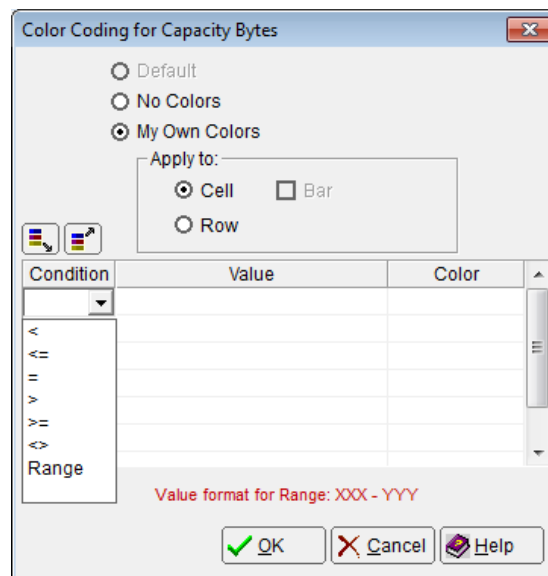 Color Coding for Capacity Bytes
Default
No Colors
My Own Colors
Apply to:
Cell Bar
Row
Condition Value Color
<
<=
=
>
>=
<>
Range
Value format for Range: XXX - YYY
OK Cancel Help